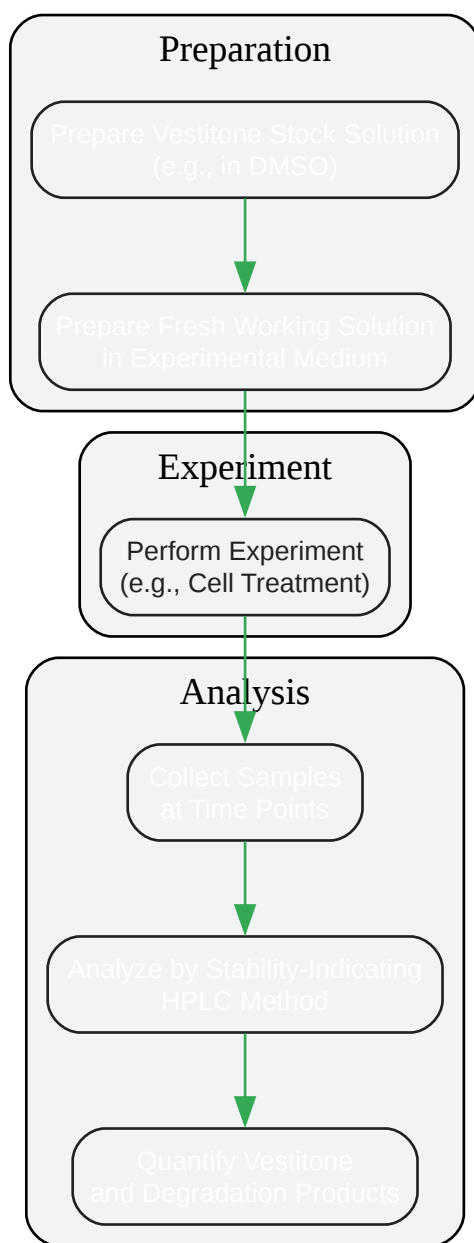 Preparation
Prepare Vestitone Stock Solution
(e.g., in DMSO)
Prepare Fresh Working Solution
in Experimental Medium
Experiment
Perform Experiment
(e.g., Cell Treatment)
Analysis
Collect Samples
at Time Points
Analyze by Stability-Indicating
HPLC Method
Quantify Vestitone
and Degradation Products